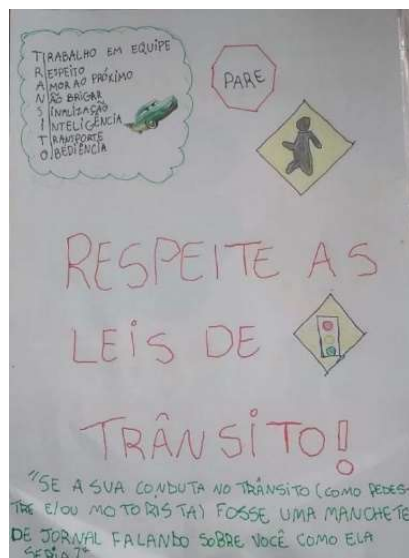 TRABALHO EM EQUIPE
RESPEITO
AMOR AO PRÓXIMO
NÃO BRIGAR
SINALIZAÇÃO
INTELIGÊNCIA
TRANSPORTE
OBEDIÊNCIA
PARE
RESPEITE AS
LEIS DE
TRÂNSITO!
"SE A SUA CONDUTA NO TRÂNSITO (COMO PEDES-
TRE E/OU MOTORISTA) FOSSE UMA MANCHETE
DE JORNAL FALANDO SOBRE VOCÊ COMO ELA
SERIA?"